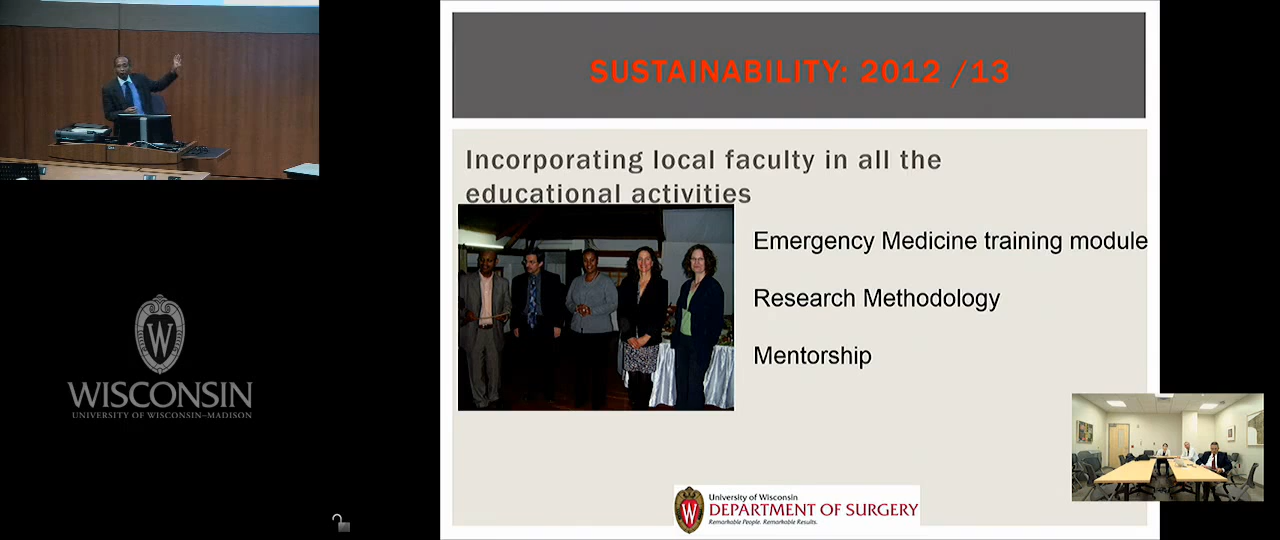 SUSTAINABILITY: 2012 /13
Incorporating local faculty in all the
educational activities
Emergency Medicine training module
Research Methodology
Mentorship
W
WISCONSIN
UNIVERSITY OF WISCONSIN–MADISON
W
University of Wisconsin
DEPARTMENT OF SURGERY
Remarkable People. Remarkable Results.